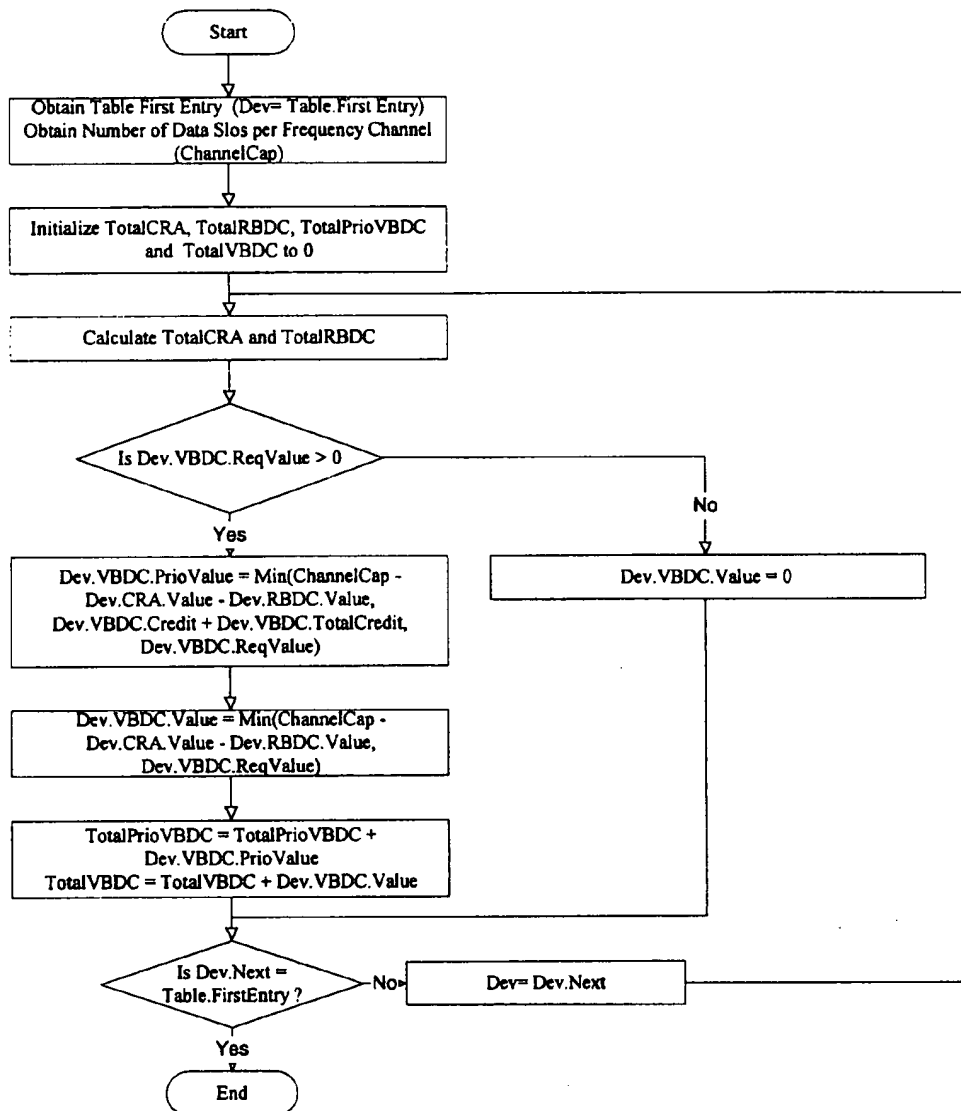 Start
Obtain Table First Entry (Dev= Table.First Entry)
Obtain Number of Data Slos per Frequency Channel
(ChannelCap)
Initialize TotalCRA, TotalRBDC, TotalPrioVBDC
and TotalVBDC to 0
Calculate TotalCRA and TotalRBDC
Is Dev.VBDC.ReqValue > 0
No
Yes
Dev.VBDC.PrioValue = Min(ChannelCap -
Dev.CRA.Value - Dev.RBDC.Value,
Dev.VBDC.Credit + Dev.VBDC.TotalCredit,
Dev.VBDC.ReqValue)
Dev.VBDC.Value = 0
Dev.VBDC.Value = Min(ChannelCap -
Dev.CRA.Value - Dev.RBDC.Value,
Dev.VBDC.ReqValue)
TotalPrioVBDC = TotalPrioVBDC +
Dev.VBDC.PrioValue
TotalVBDC = TotalVBDC + Dev.VBDC.Value
Is Dev.Next =
Table.FirstEntry ?
No
Dev= Dev.Next
Yes
End